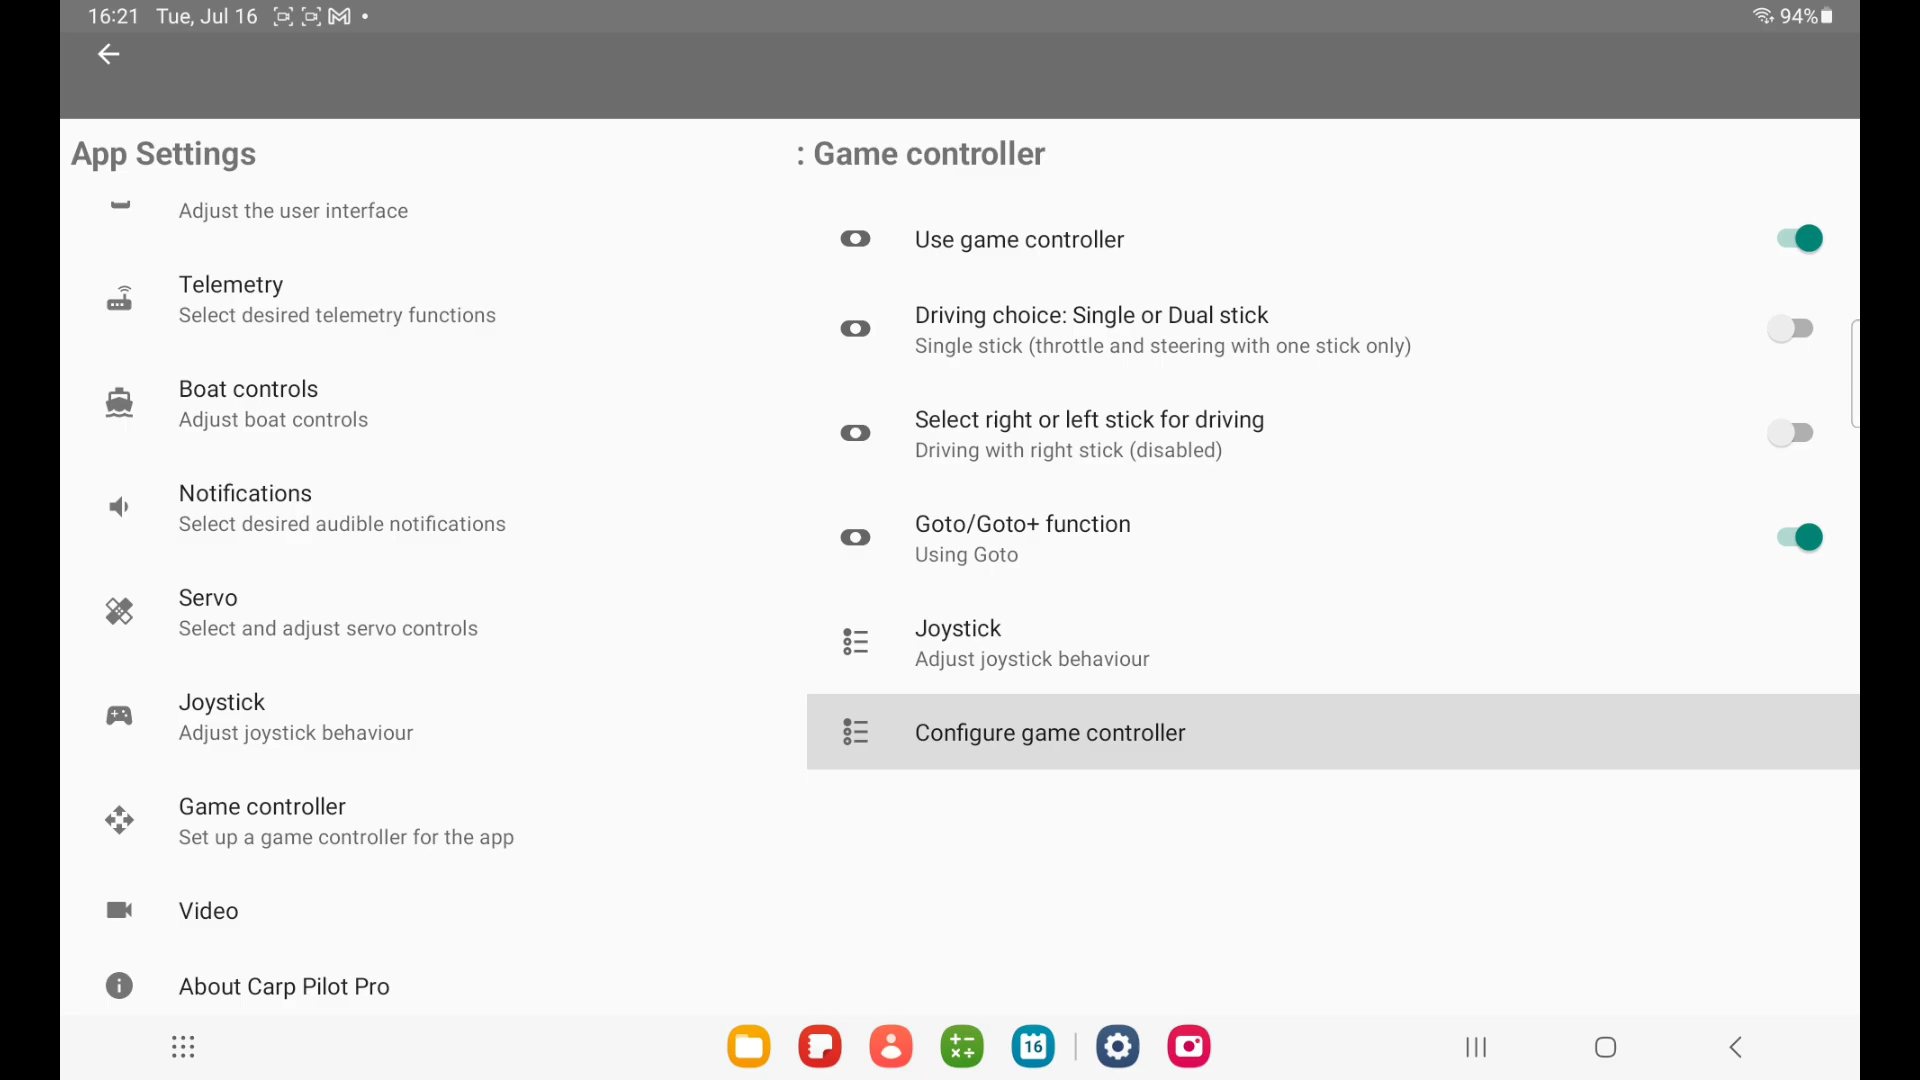 16:21 Tue, Jul 16
94%
App Settings
Adjust the user interface
Telemetry
Select desired telemetry functions
Boat controls
Adjust boat controls
Notifications
Select desired audible notifications
Servo
Select and adjust servo controls
Joystick
Adjust joystick behaviour
Game controller
Set up a game controller for the app
Video
About Carp Pilot Pro
: Game controller
Use game controller
Driving choice: Single or Dual stick
Single stick (throttle and steering with one stick only)
Select right or left stick for driving
Driving with right stick (disabled)
Goto/Goto+ function
Using Goto
Joystick
Adjust joystick behaviour
Configure game controller
16